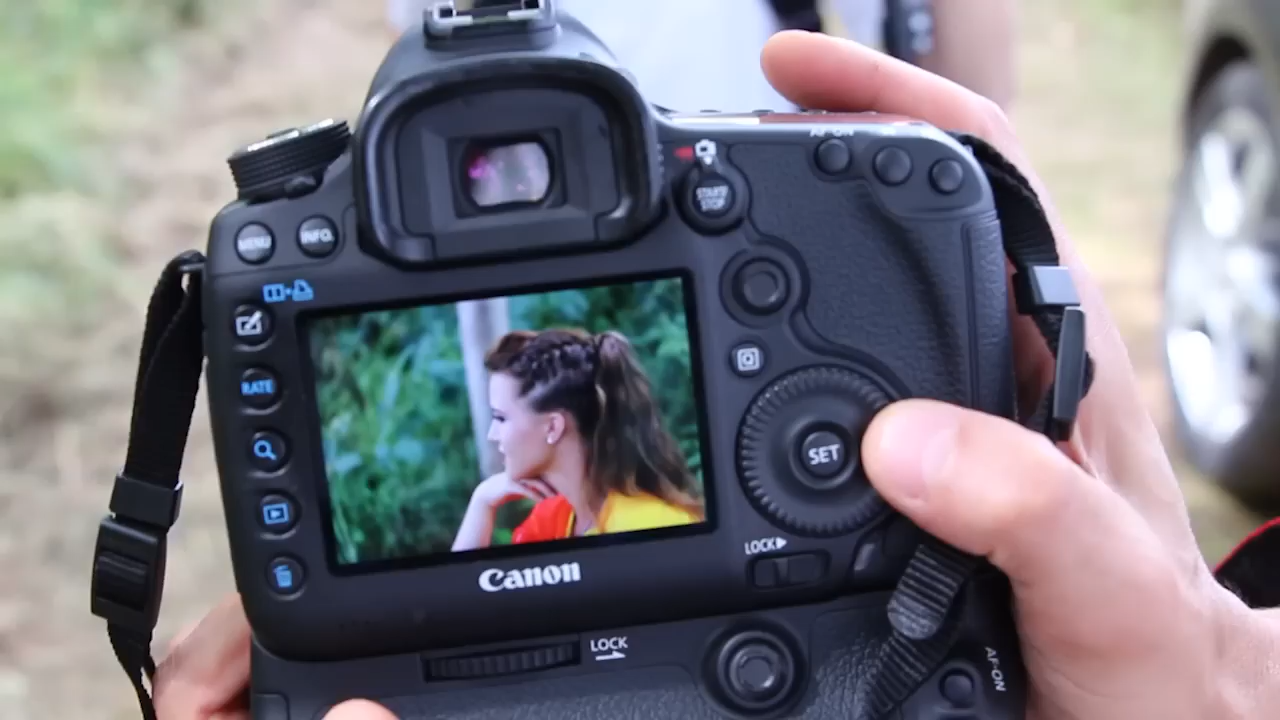 AF-ON
START/
STOP
MENU
INFO.
RATE
SET
LOCK
Canon
LOCK
AF-ON